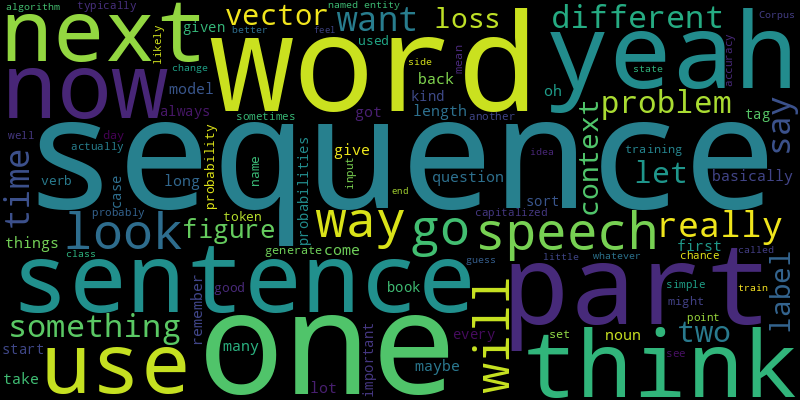 algorithm typically named entity
next given better feel vector want loss different Corpus
likely used side mean yeah accuracy
now change back state
model word kind oh problem say
always got length another tag
well day sometimes
actually sequence context training
verb case long probability name give input question idea sort let basically
time probabilities end
probably token capitalized
look figure way go speech really
things generate come first
class guess little whatever chance called
sentence remember good book part simple train label
something will might
many important every set noun point two
start one maybe think see
take use lot